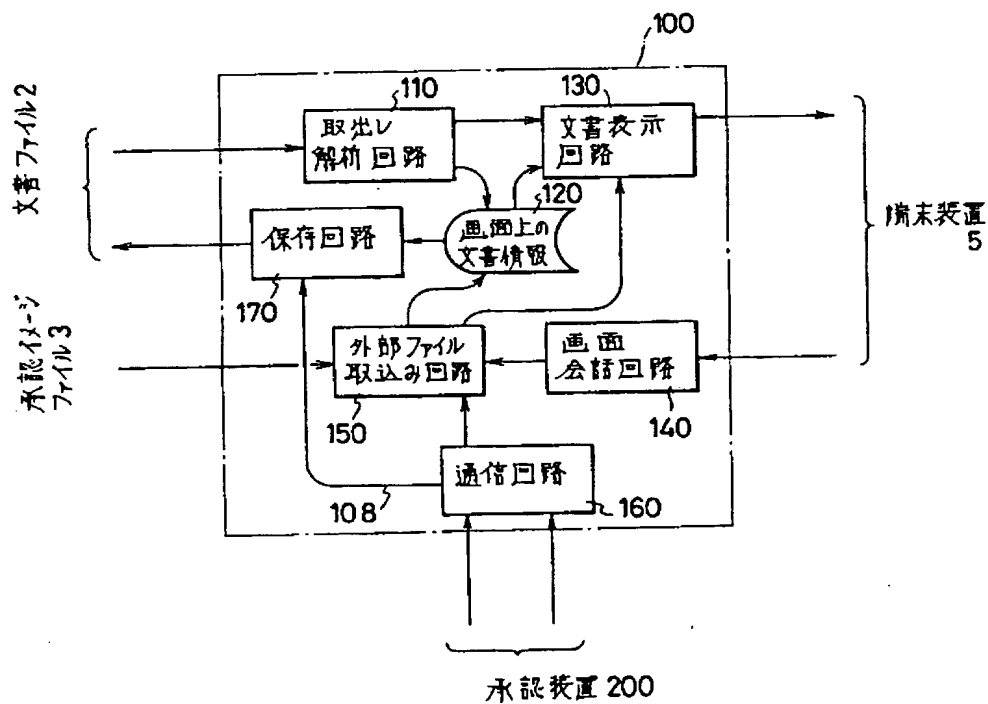 100
110
取出し
解析回路
130
文書表示
回路
文書ファイル2
120
画面上の
文書情報
保存回路
170
端末装置
5
承認イメージ
ファイル3
外部ファイル
取込み回路
150
画面
会話回路
140
通信回路
160
108
承認装置200